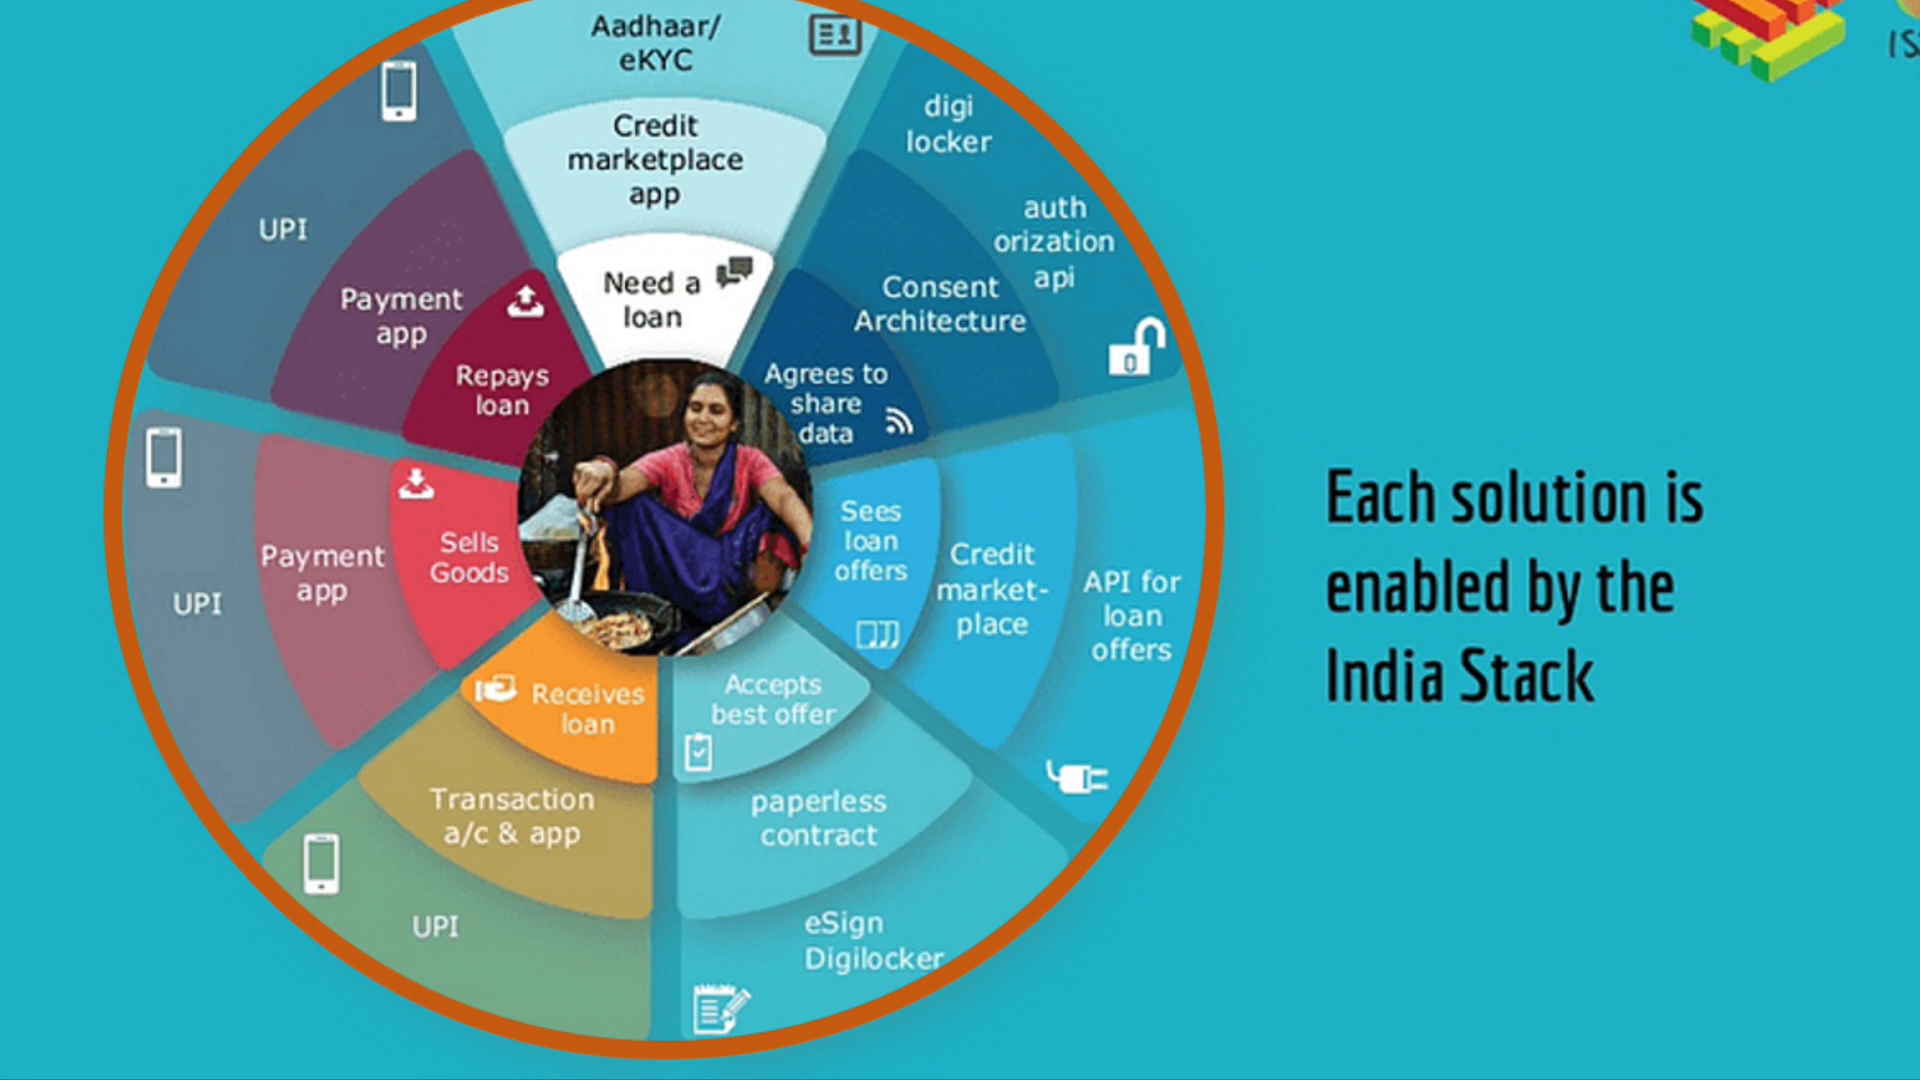 Aadhaar/
eKYC
Credit
marketplace
app
Need a
loan
digi
locker
auth
orization
api
Consent
Architecture
Agrees to
share
data
Sees
loan
offers
Credit
market-
place
API for
loan
offers
Accepts
best offer
paperless
contract
eSign
Digilocker
Receives
loan
Transaction
a/c & app
UPI
Sells
Goods
Payment
app
UPI
Repays
loan
Payment
app
UPI
Each solution is
enabled by the
India Stack